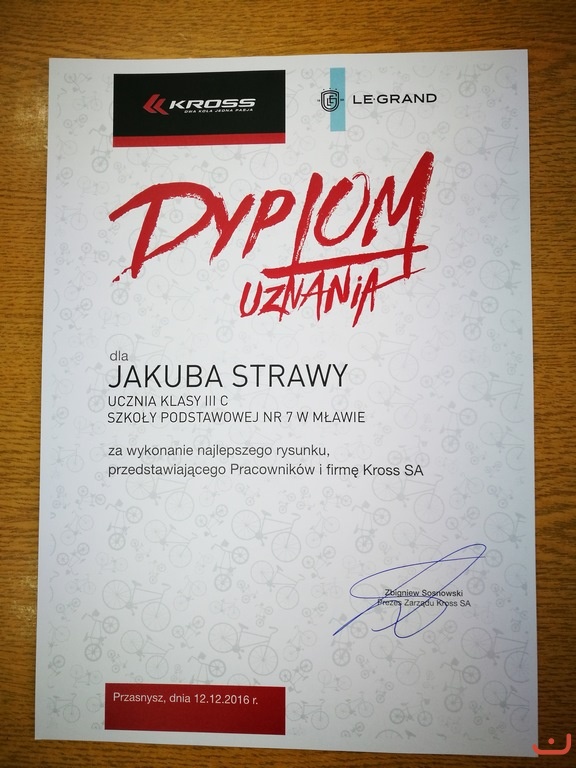 KROSS
DWA KOŁA JEDNA PASJA
LE GRAND
DYPLOM
UZNANIA
dla
JAKUBA STRAWY
UCZNIA KLASY III C
SZKOŁY PODSTAWOWEJ NR 7 W MŁAWIE
za wykonanie najlepszego rysunku,
przedstawiającego Pracowników i firmę Kross SA
Zbigniew Sosnowski
Prezes Zarządu Kross SA
Przasnysz, dnia 12.12.2016 r.